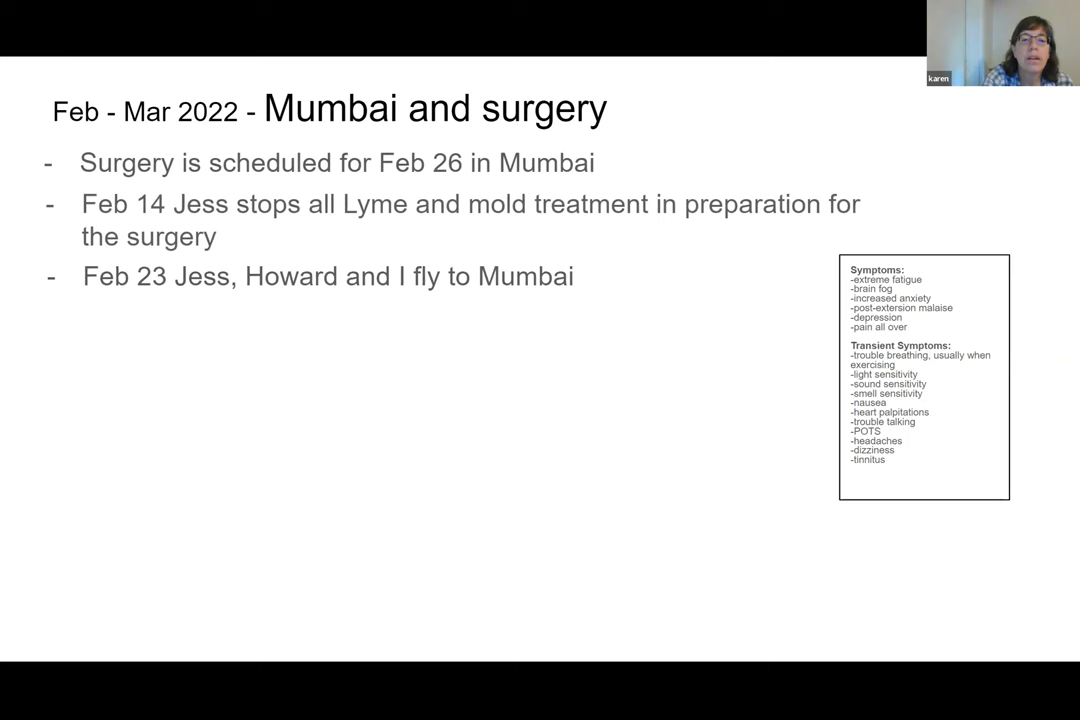 karen
Feb - Mar 2022 - Mumbai and surgery
- Surgery is scheduled for Feb 26 in Mumbai
- Feb 14 Jess stops all Lyme and mold treatment in preparation for
the surgery
- Feb 23 Jess, Howard and I fly to Mumbai
Symptoms:
-extreme fatigue
-brain fog
-increased anxiety
-post-extersion malaise
-depression
-pain all over
Transient Symptoms:
-trouble breathing, usually when
exercising
-light sensitivity
-sound sensitivity
-smell sensitivity
-nausea
-heart palpitations
-trouble talking
-POTS
-headaches
-dizziness
-tinnitus